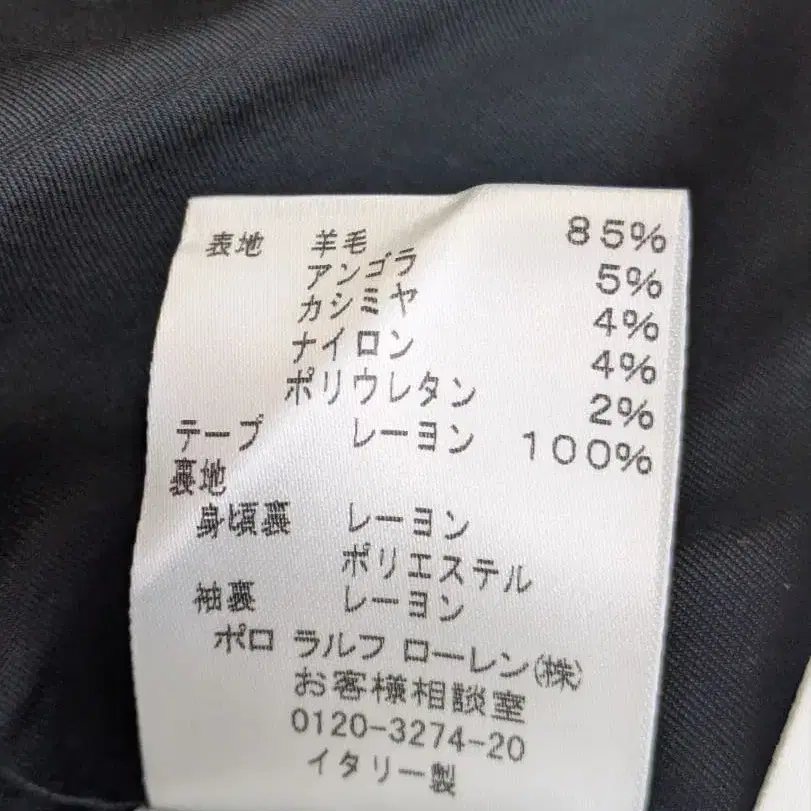 表地 羊毛 85%
アンゴラ 5%
カシミヤ 4%
ナイロン 4%
ポリウレタン 2%
テープ レーヨン 100%
裏地
身頃裏 レーヨン
ポリエステル
袖裏 レーヨン
ポロ ラルフ ローレン(株)
お客様相談室
0120-3274-20
イタリー製